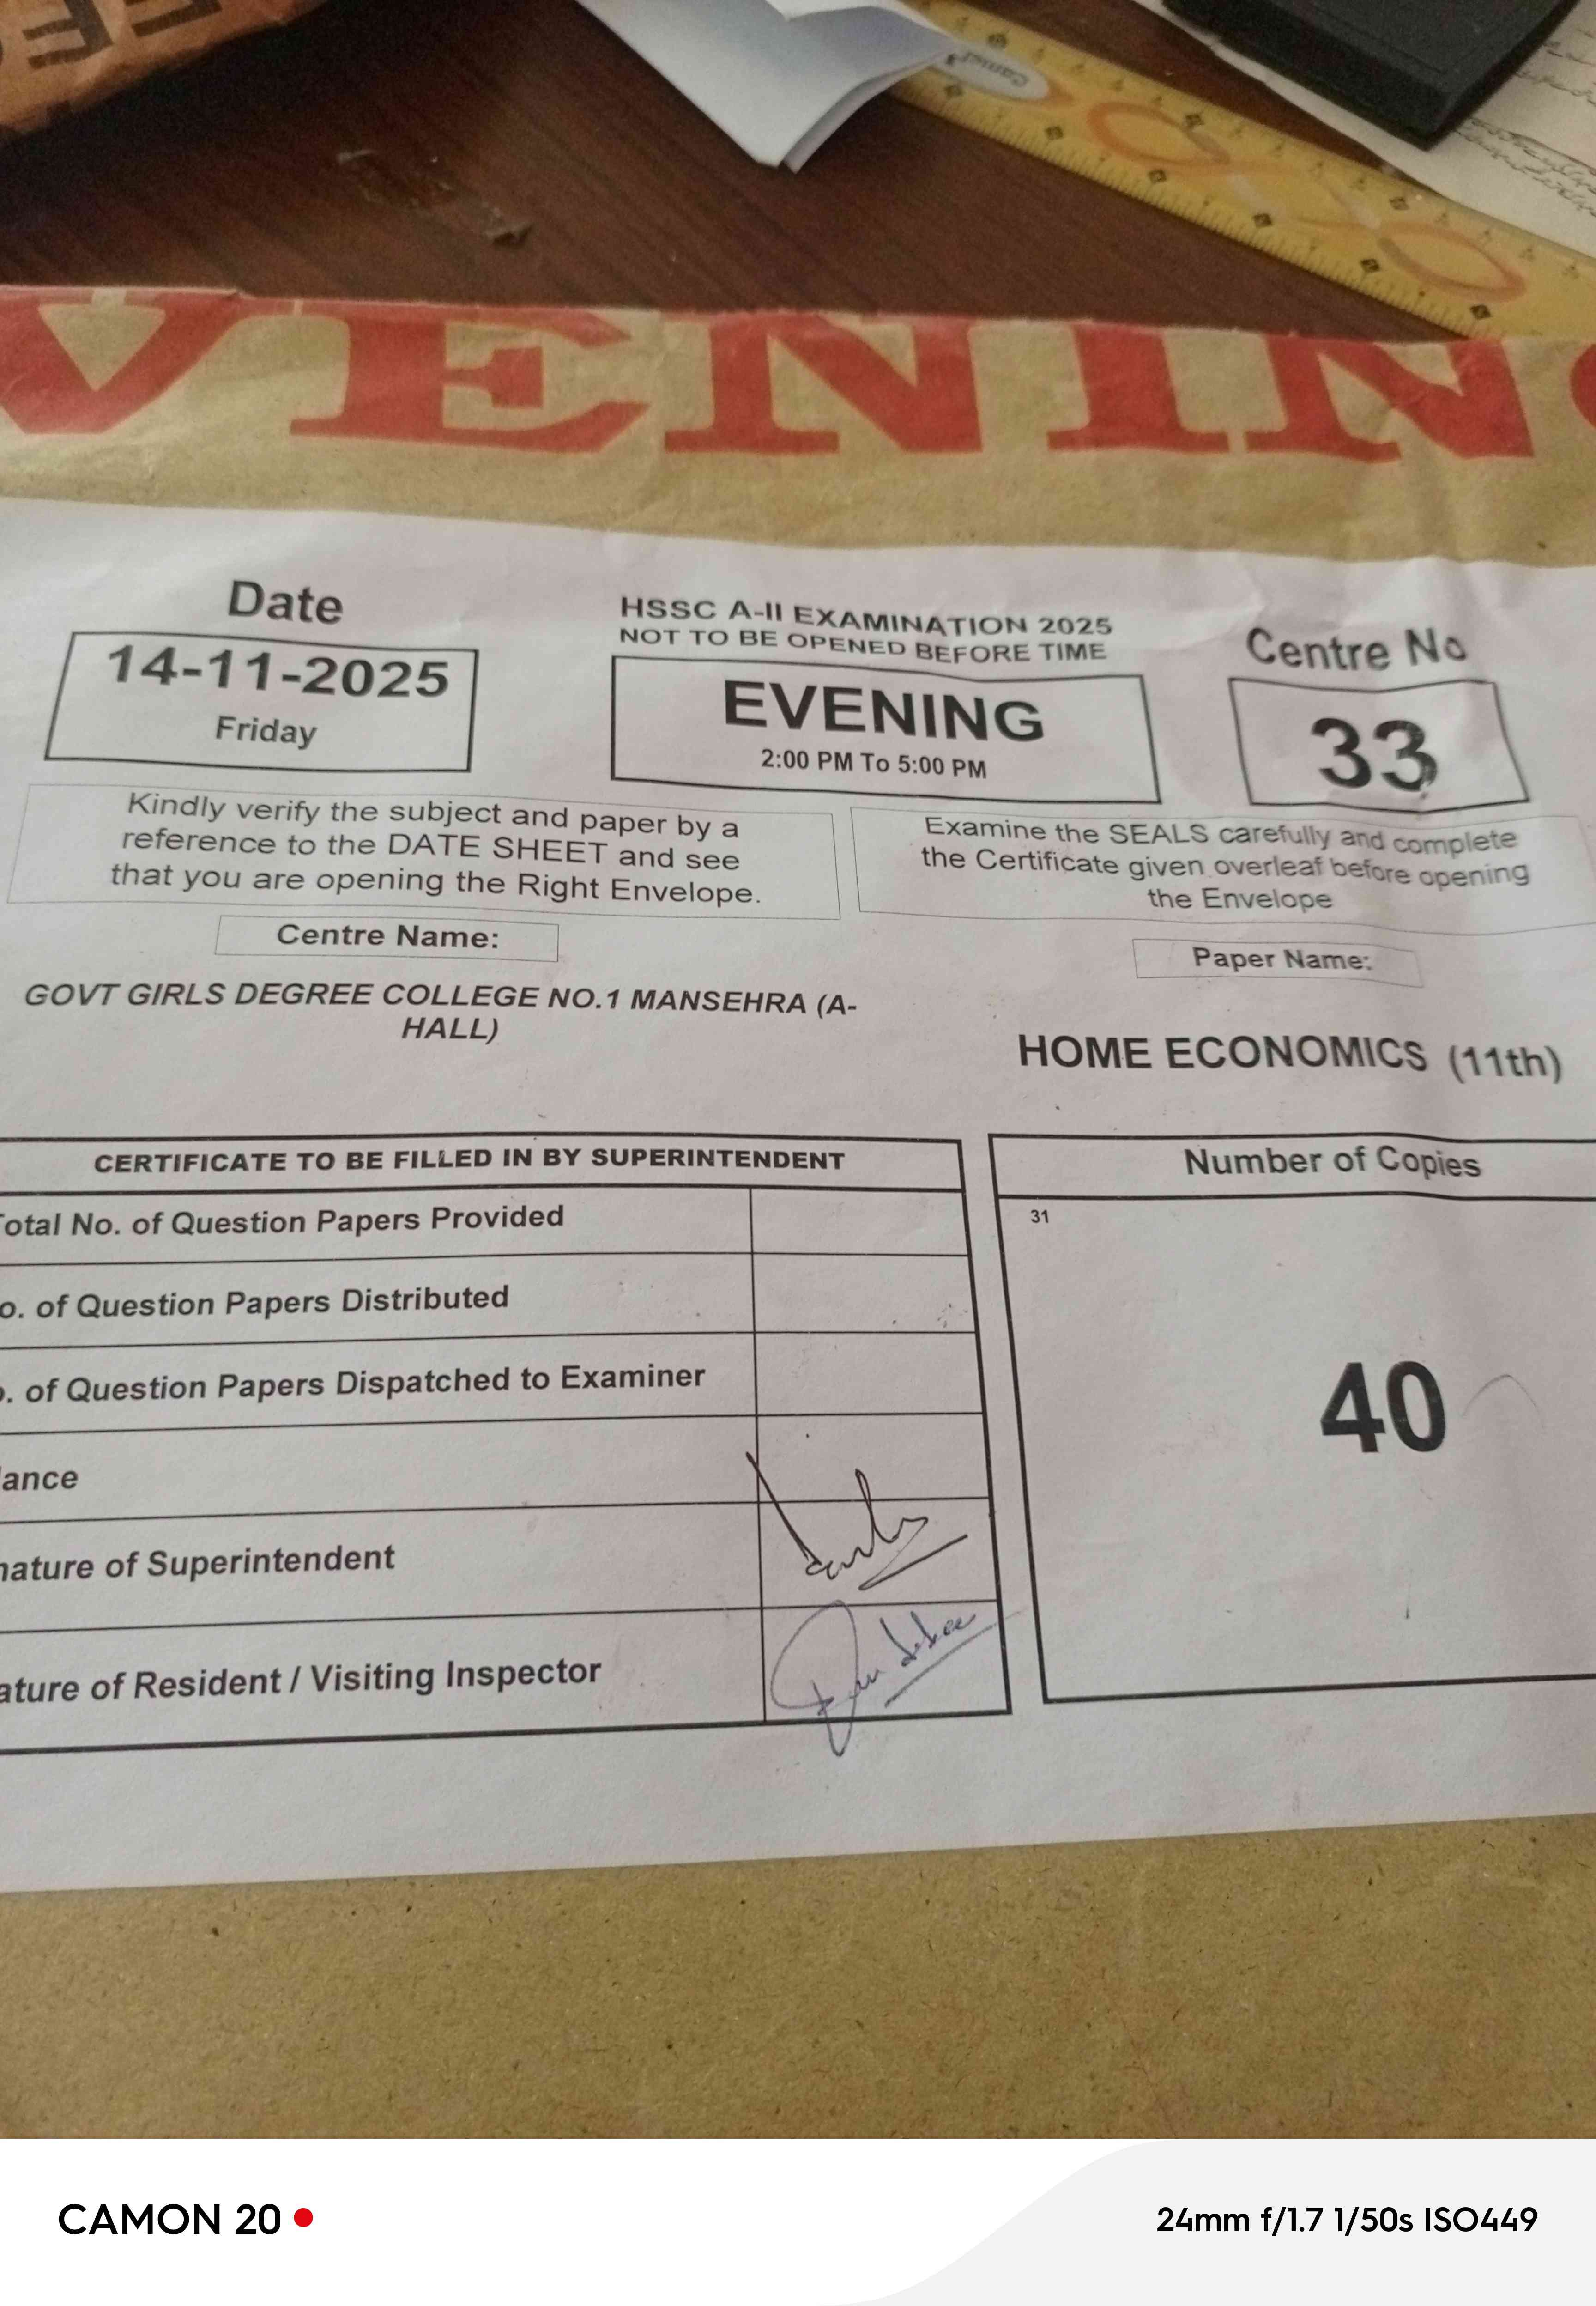 Camel
VENING
Date
14-11-2025
Friday
HSSC A-II EXAMINATION 2025
NOT TO BE OPENED BEFORE TIME
EVENING
2:00 PM To 5:00 PM
Centre No
33
Kindly verify the subject and paper by a
reference to the DATE SHEET and see
that you are opening the Right Envelope.
Examine the SEALS carefully and complete
the Certificate given overleaf before opening
the Envelope
Centre Name:
GOVT GIRLS DEGREE COLLEGE NO.1 MANSEHRA (A-
HALL)
Paper Name:
HOME ECONOMICS (11th)
CERTIFICATE TO BE FILLED IN BY SUPERINTENDENT
Total No. of Question Papers Provided
o. of Question Papers Distributed
o. of Question Papers Dispatched to Examiner
lance
nature of Superintendent
ature of Resident / Visiting Inspector
Number of Copies
31
40
CAMON 20
24mm f/1.7 1/50s ISO449